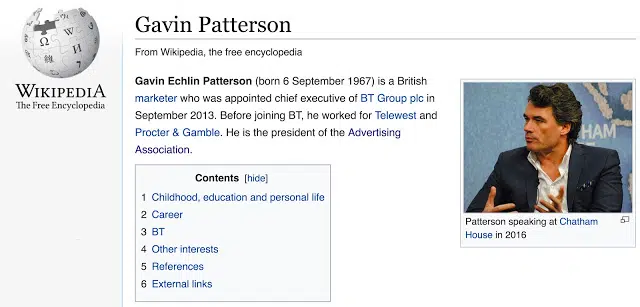 Gavin Patterson
WIKIPEDIA
The Free Encyclopedia
From Wikipedia, the free encyclopedia
Gavin Echlin Patterson (born 6 September 1967) is a British
marketer who was appointed chief executive of BT Group plc in
September 2013. Before joining BT, he worked for Telewest and
Procter & Gamble. He is the president of the Advertising
Association.
Contents [hide]
1 Childhood, education and personal life
2 Career
3 BT
4 Other interests
5 References
6 External links
HAM
Patterson speaking at Chatham
House in 2016